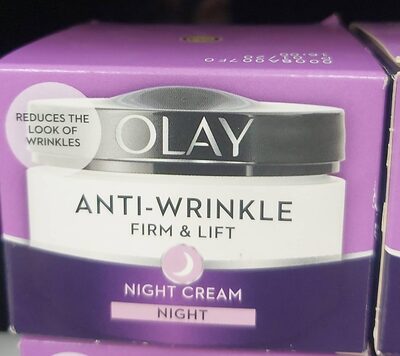 REDUCES THE
LOOK OF
WRINKLES
OLAY
ANTI-WRINKLE
FIRM & LIFT
NIGHT CREAM
NIGHT